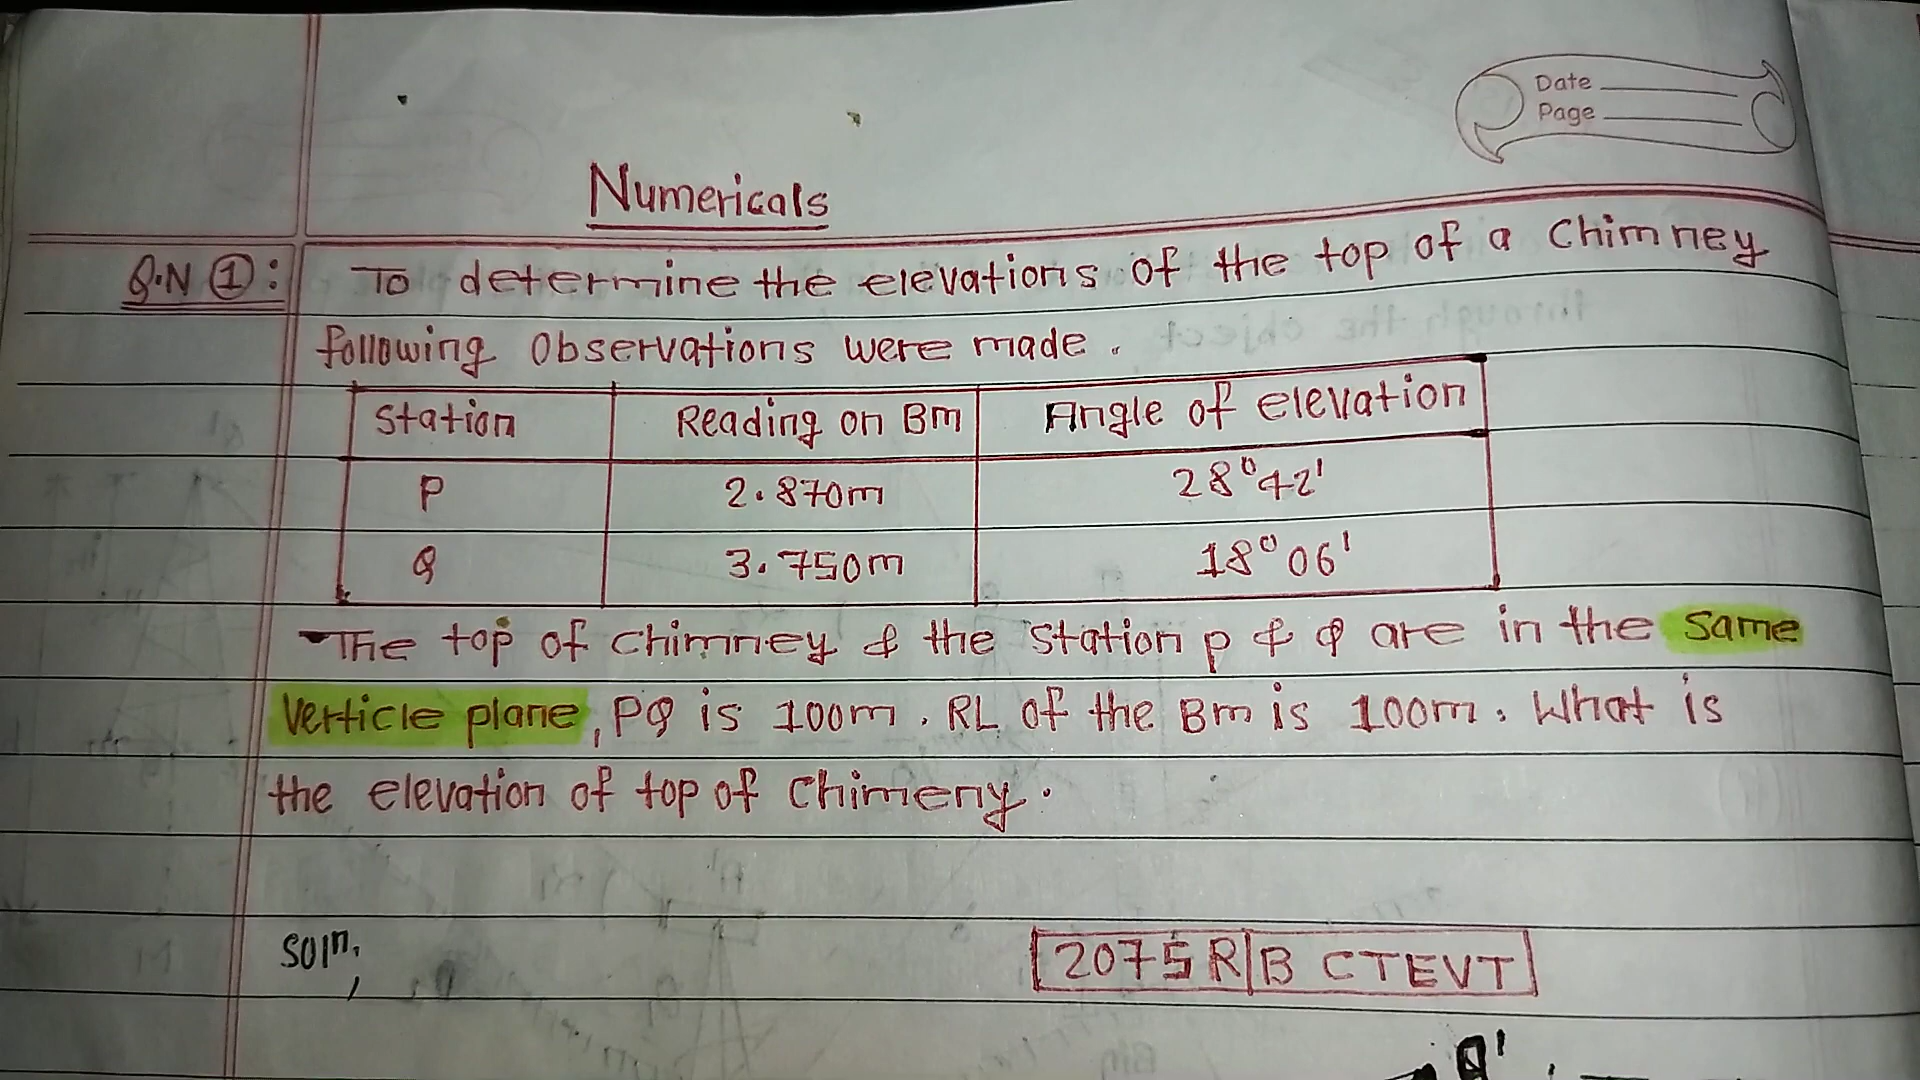 Date
Page
Numericals
Q.N ①: To determine the elevations of the top of a chimney
following observations were made.
Station Reading on Bm Angle of elevation
P 2.870m 28°42'
Q 3.750m 18°06'
The top of chimney & the station p & q are in the same
verticle plane, PQ is 100m. RL of the Bm is 100m. What is
the elevation of top of chimeny.
Soln,
2075 R/B CTEVT
Q'